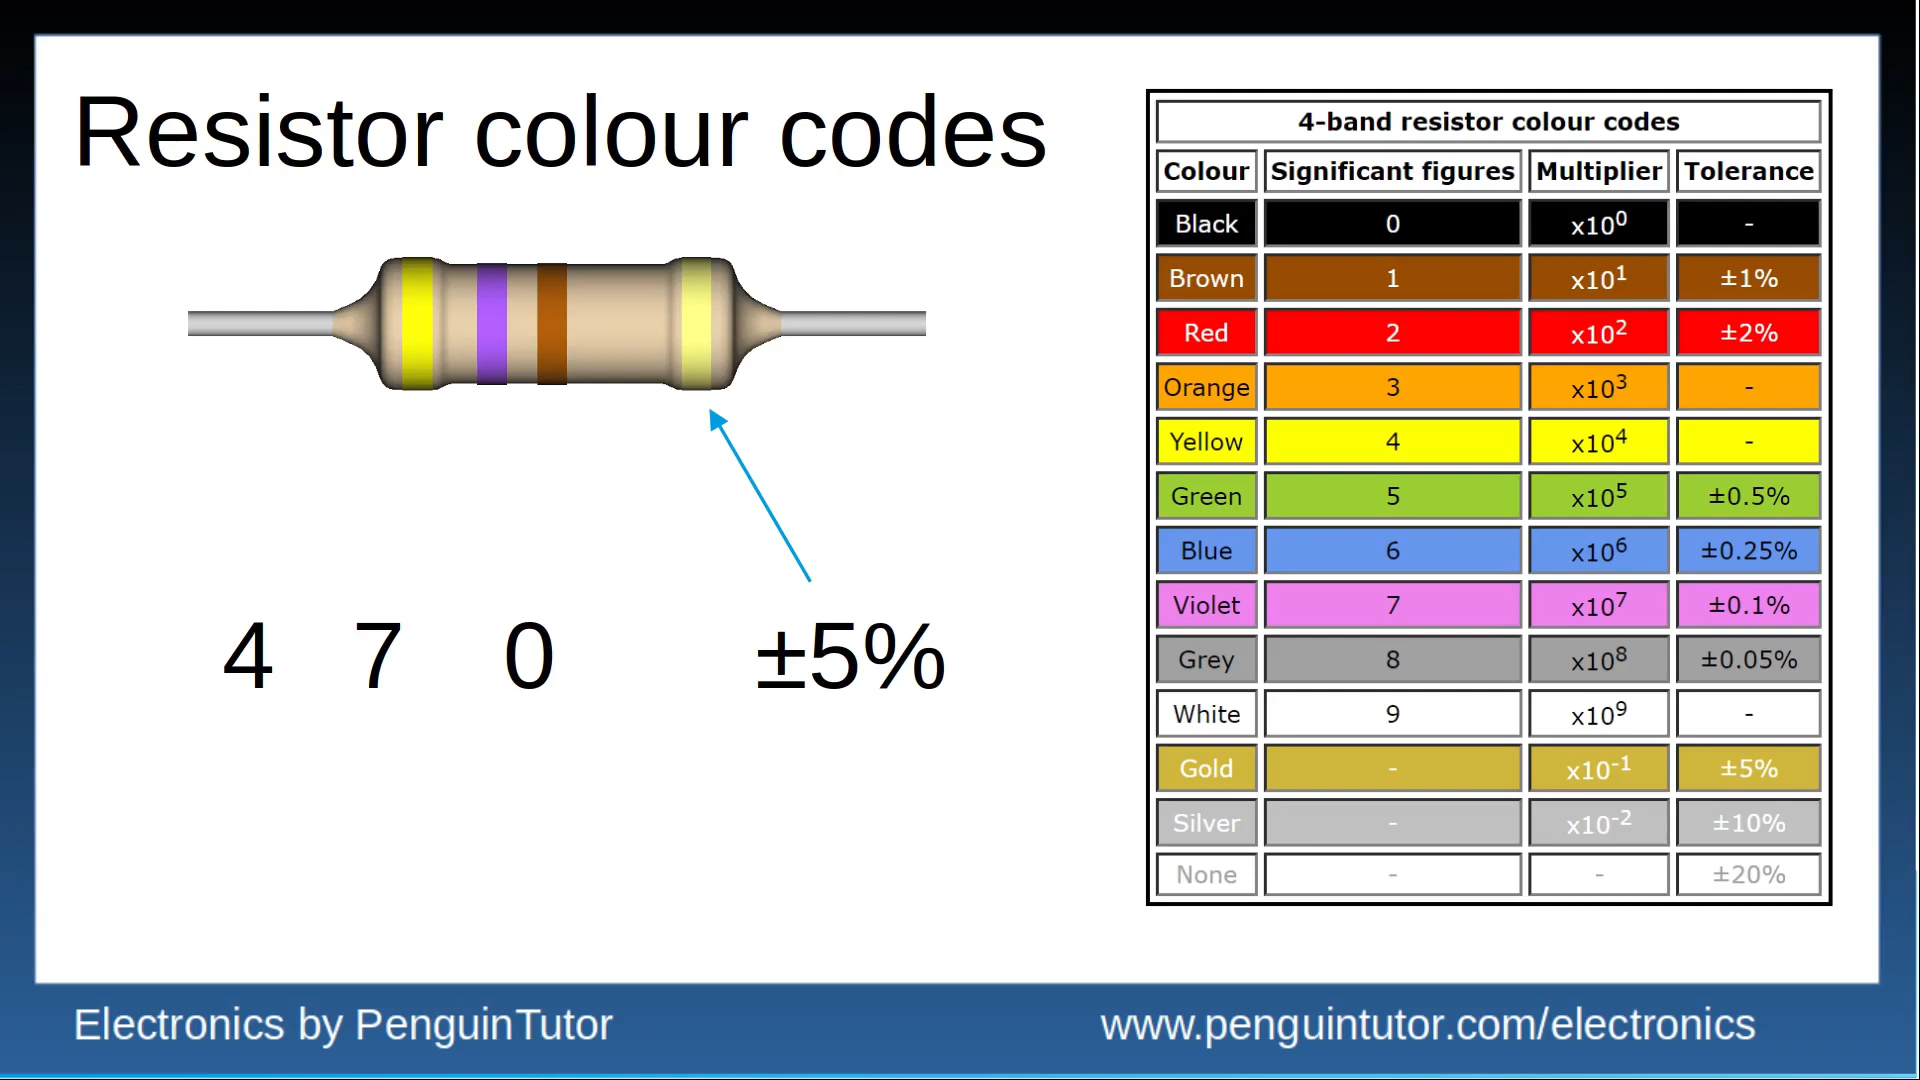 Resistor colour codes
4 7 0 ±5%
4-band resistor colour codes
Colour Significant figures Multiplier Tolerance
Black 0 x10⁰ -
Brown 1 x10¹ ±1%
Red 2 x10² ±2%
Orange 3 x10³ -
Yellow 4 x10⁴ -
Green 5 x10⁵ ±0.5%
Blue 6 x10⁶ ±0.25%
Violet 7 x10⁷ ±0.1%
Grey 8 x10⁸ ±0.05%
White 9 x10⁹ -
Gold - x10⁻¹ ±5%
Silver - x10⁻² ±10%
None - - ±20%
Electronics by PenguinTutor
www.penguintutor.com/electronics